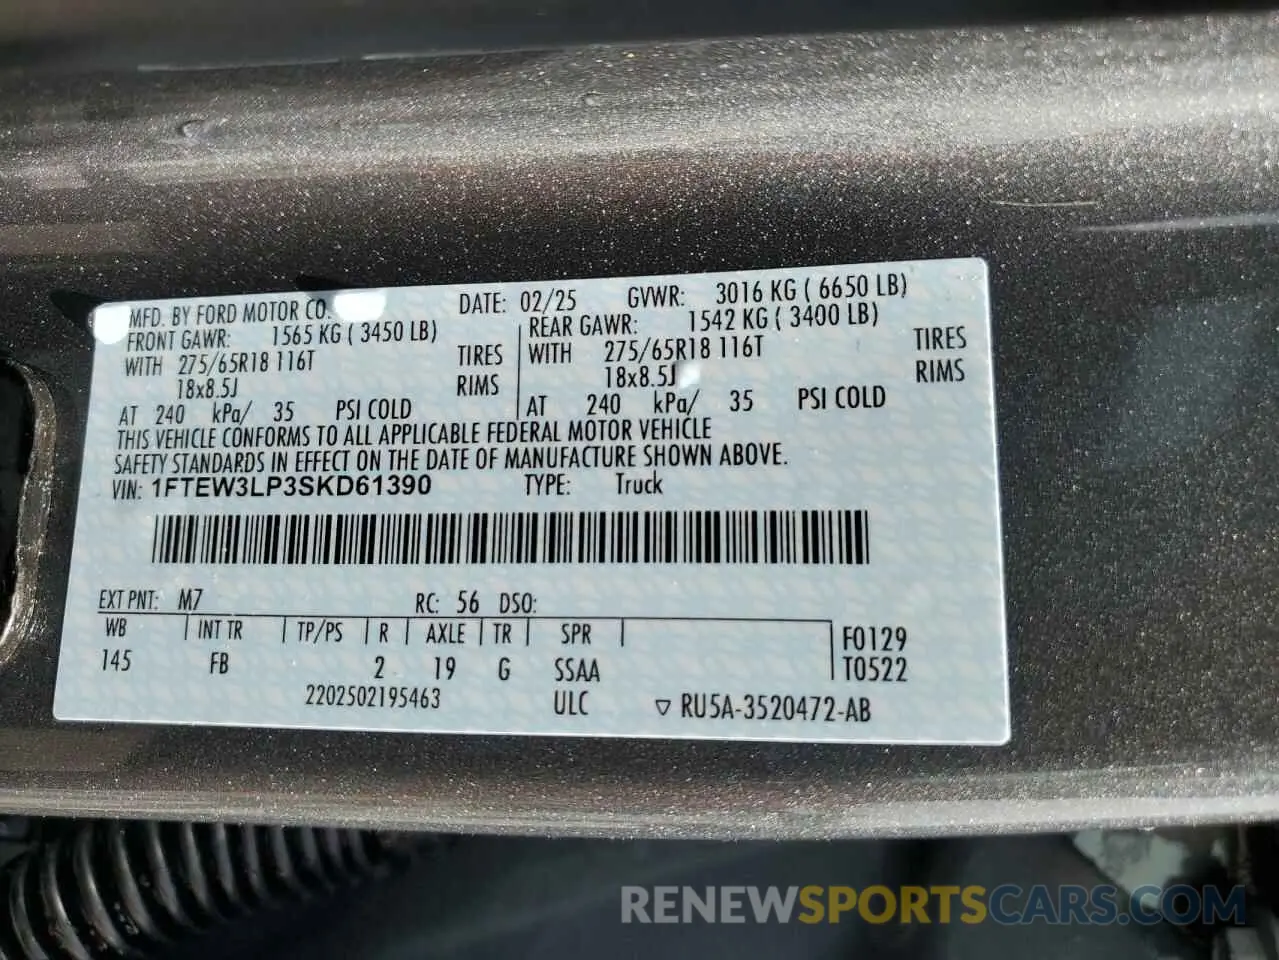 MFD. BY FORD MOTOR CO. DATE: 02/25 GVWR: 3016 KG ( 6650 LB)
FRONT GAWR: 1565 KG ( 3450 LB) REAR GAWR: 1542 KG ( 3400 LB)
WITH 275/65R18 116T TIRES WITH 275/65R18 116T TIRES
18x8.5J RIMS 18x8.5J RIMS
AT 240 kPa/ 35 PSI COLD AT 240 kPa/ 35 PSI COLD
THIS VEHICLE CONFORMS TO ALL APPLICABLE FEDERAL MOTOR VEHICLE
SAFETY STANDARDS IN EFFECT ON THE DATE OF MANUFACTURE SHOWN ABOVE.
VIN: 1FTEW3LP3SKD61390 TYPE: Truck
EXT PNT: M7 RC: 56 DSO:
WB INT TR TP/PS R AXLE TR SPR F0129
145 FB 2 19 G SSAA T0522
2202502195463 ULC ▽ RU5A-3520472-AB
RENEWSPORTSCARS.COM